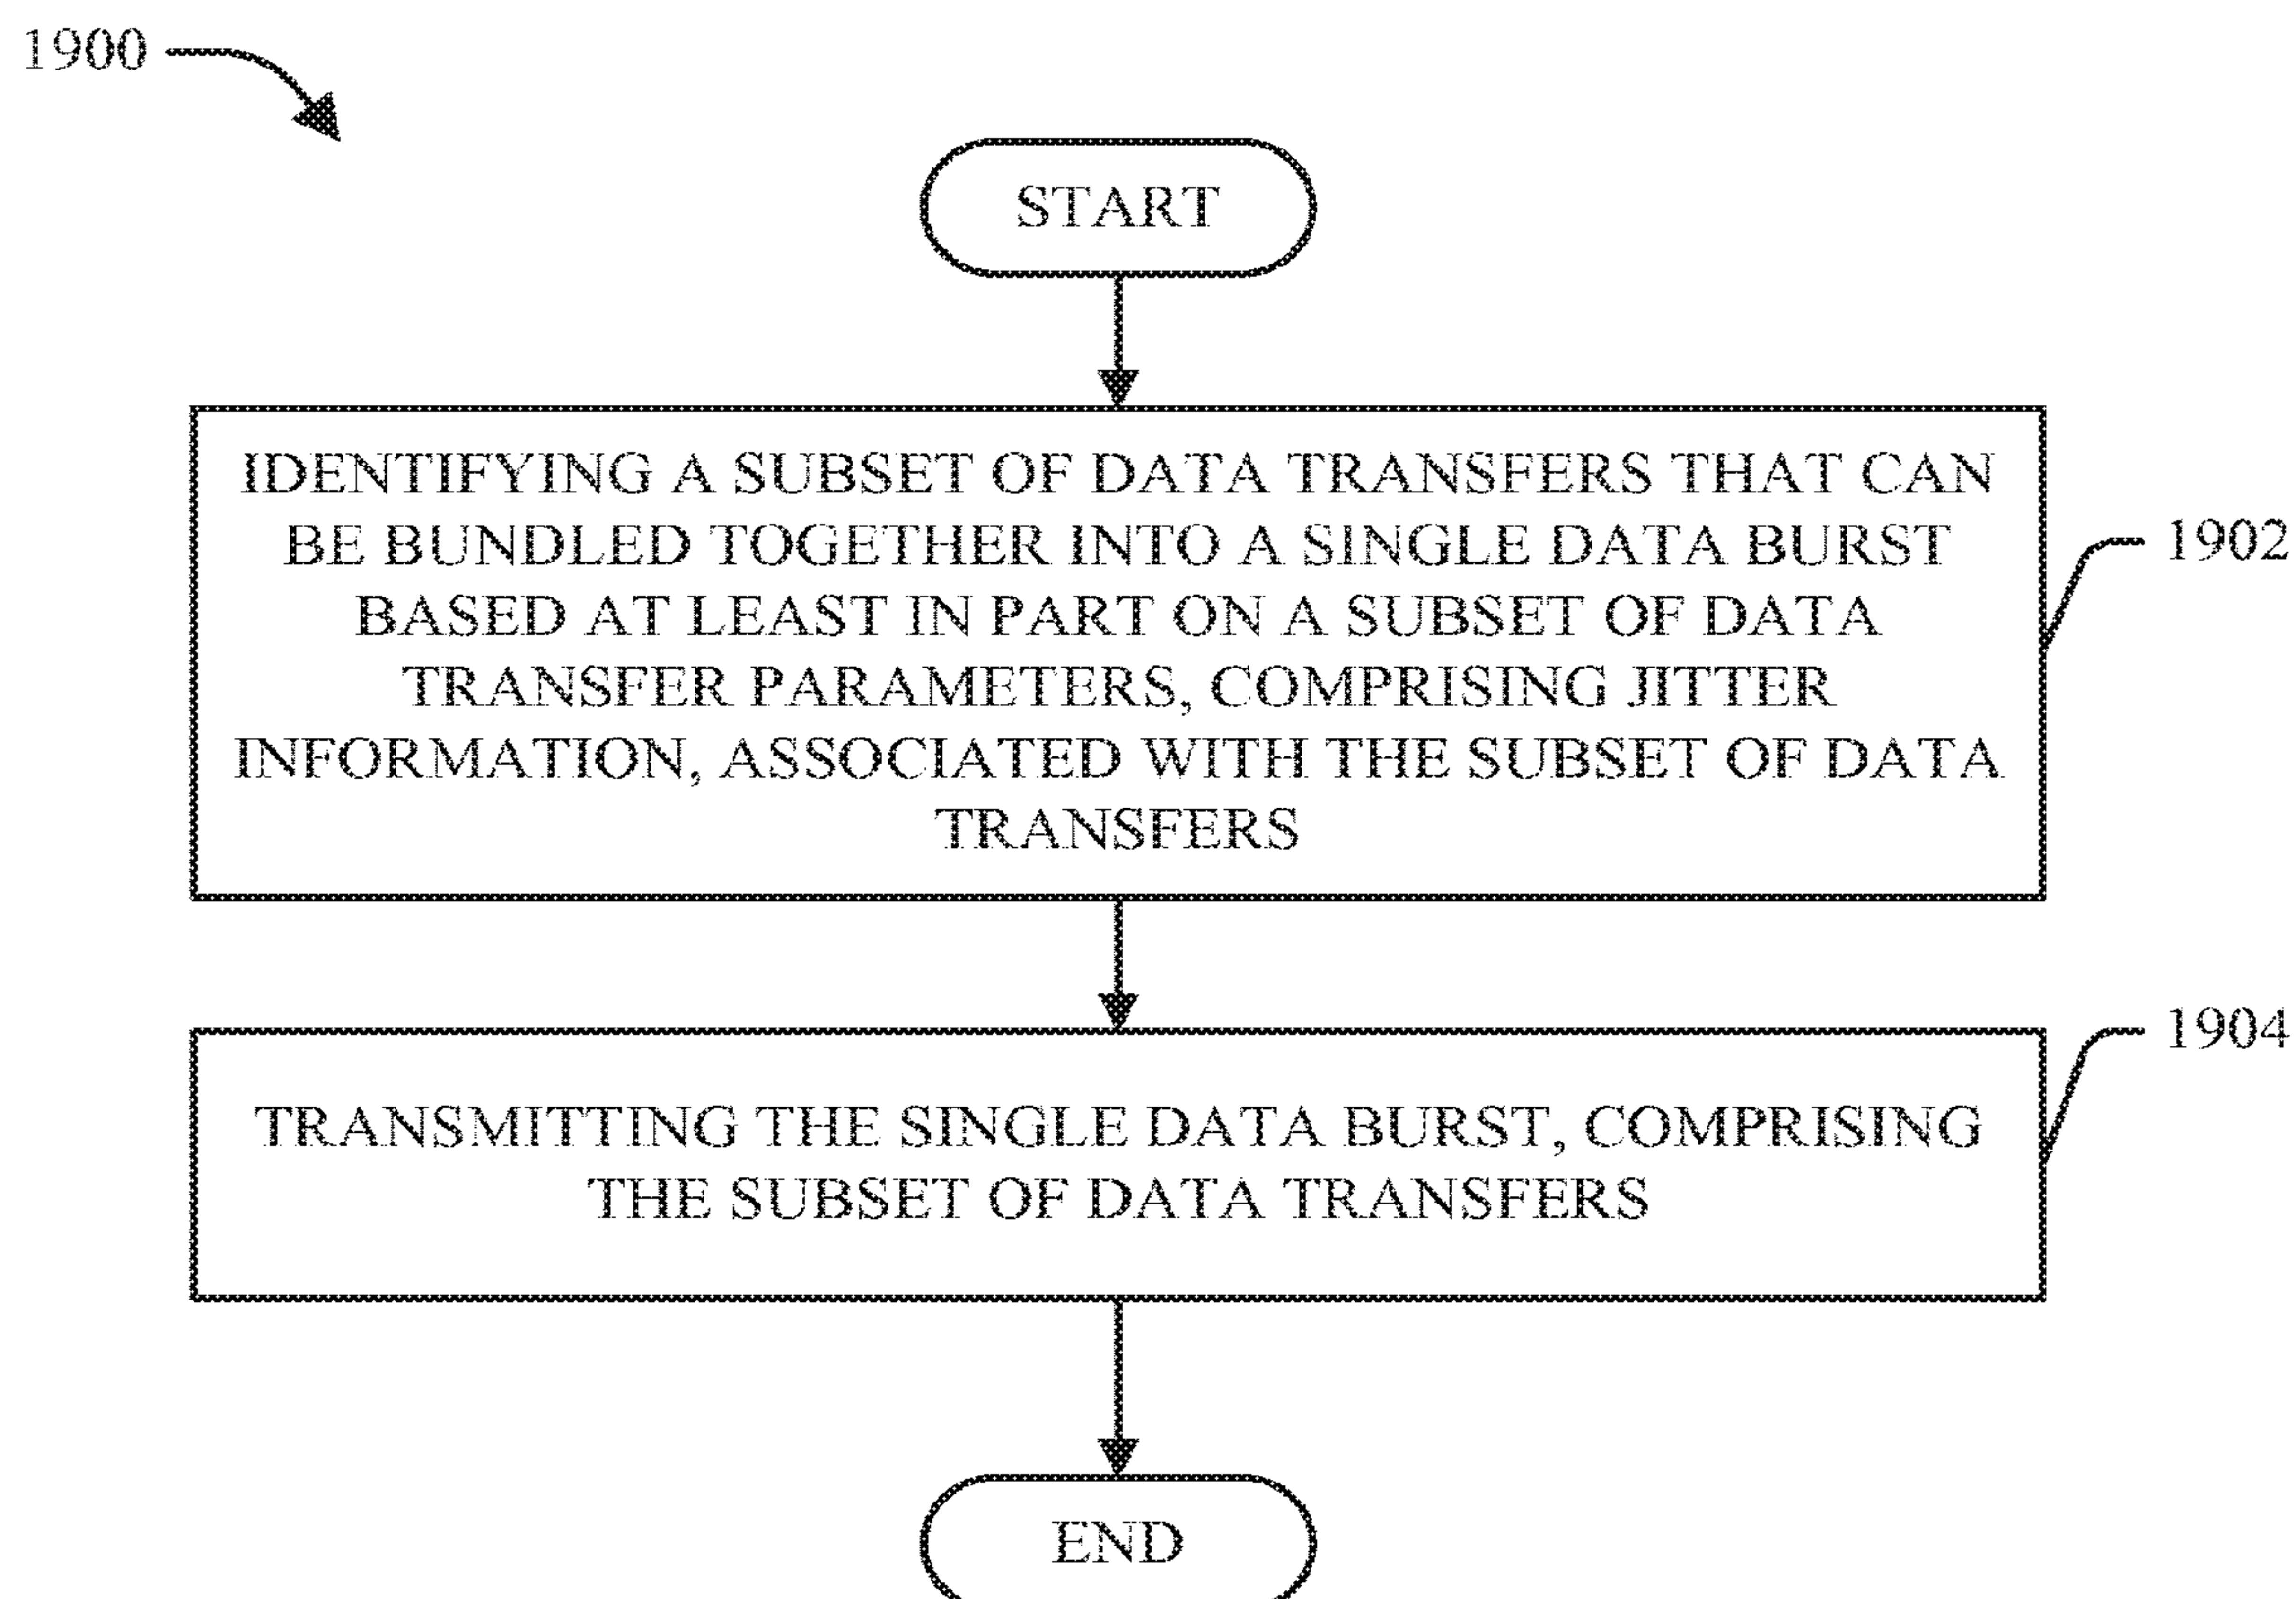 1900
START
IDENTIFYING A SUBSET OF DATA TRANSFERS THAT CAN
BE BUNDLED TOGETHER INTO A SINGLE DATA BURST
BASED AT LEAST IN PART ON A SUBSET OF DATA
TRANSFER PARAMETERS, COMPRISING JITTER
INFORMATION, ASSOCIATED WITH THE SUBSET OF DATA
TRANSFERS
1902
TRANSMITTING THE SINGLE DATA BURST, COMPRISING
THE SUBSET OF DATA TRANSFERS
1904
END